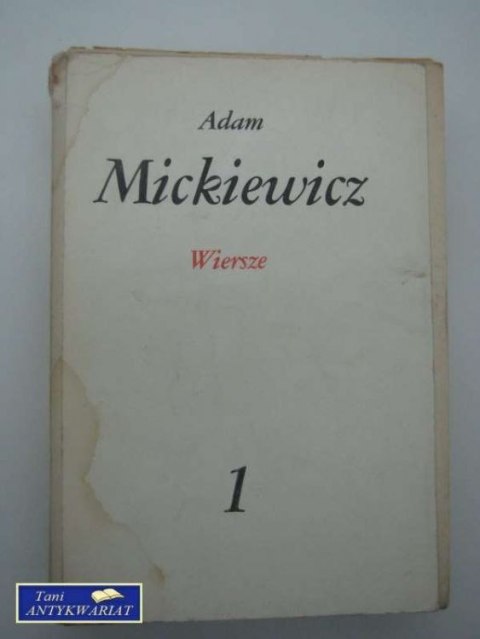 Adam
Mickiewicz
Wiersze
1
Tani
ANTYKWARIAT